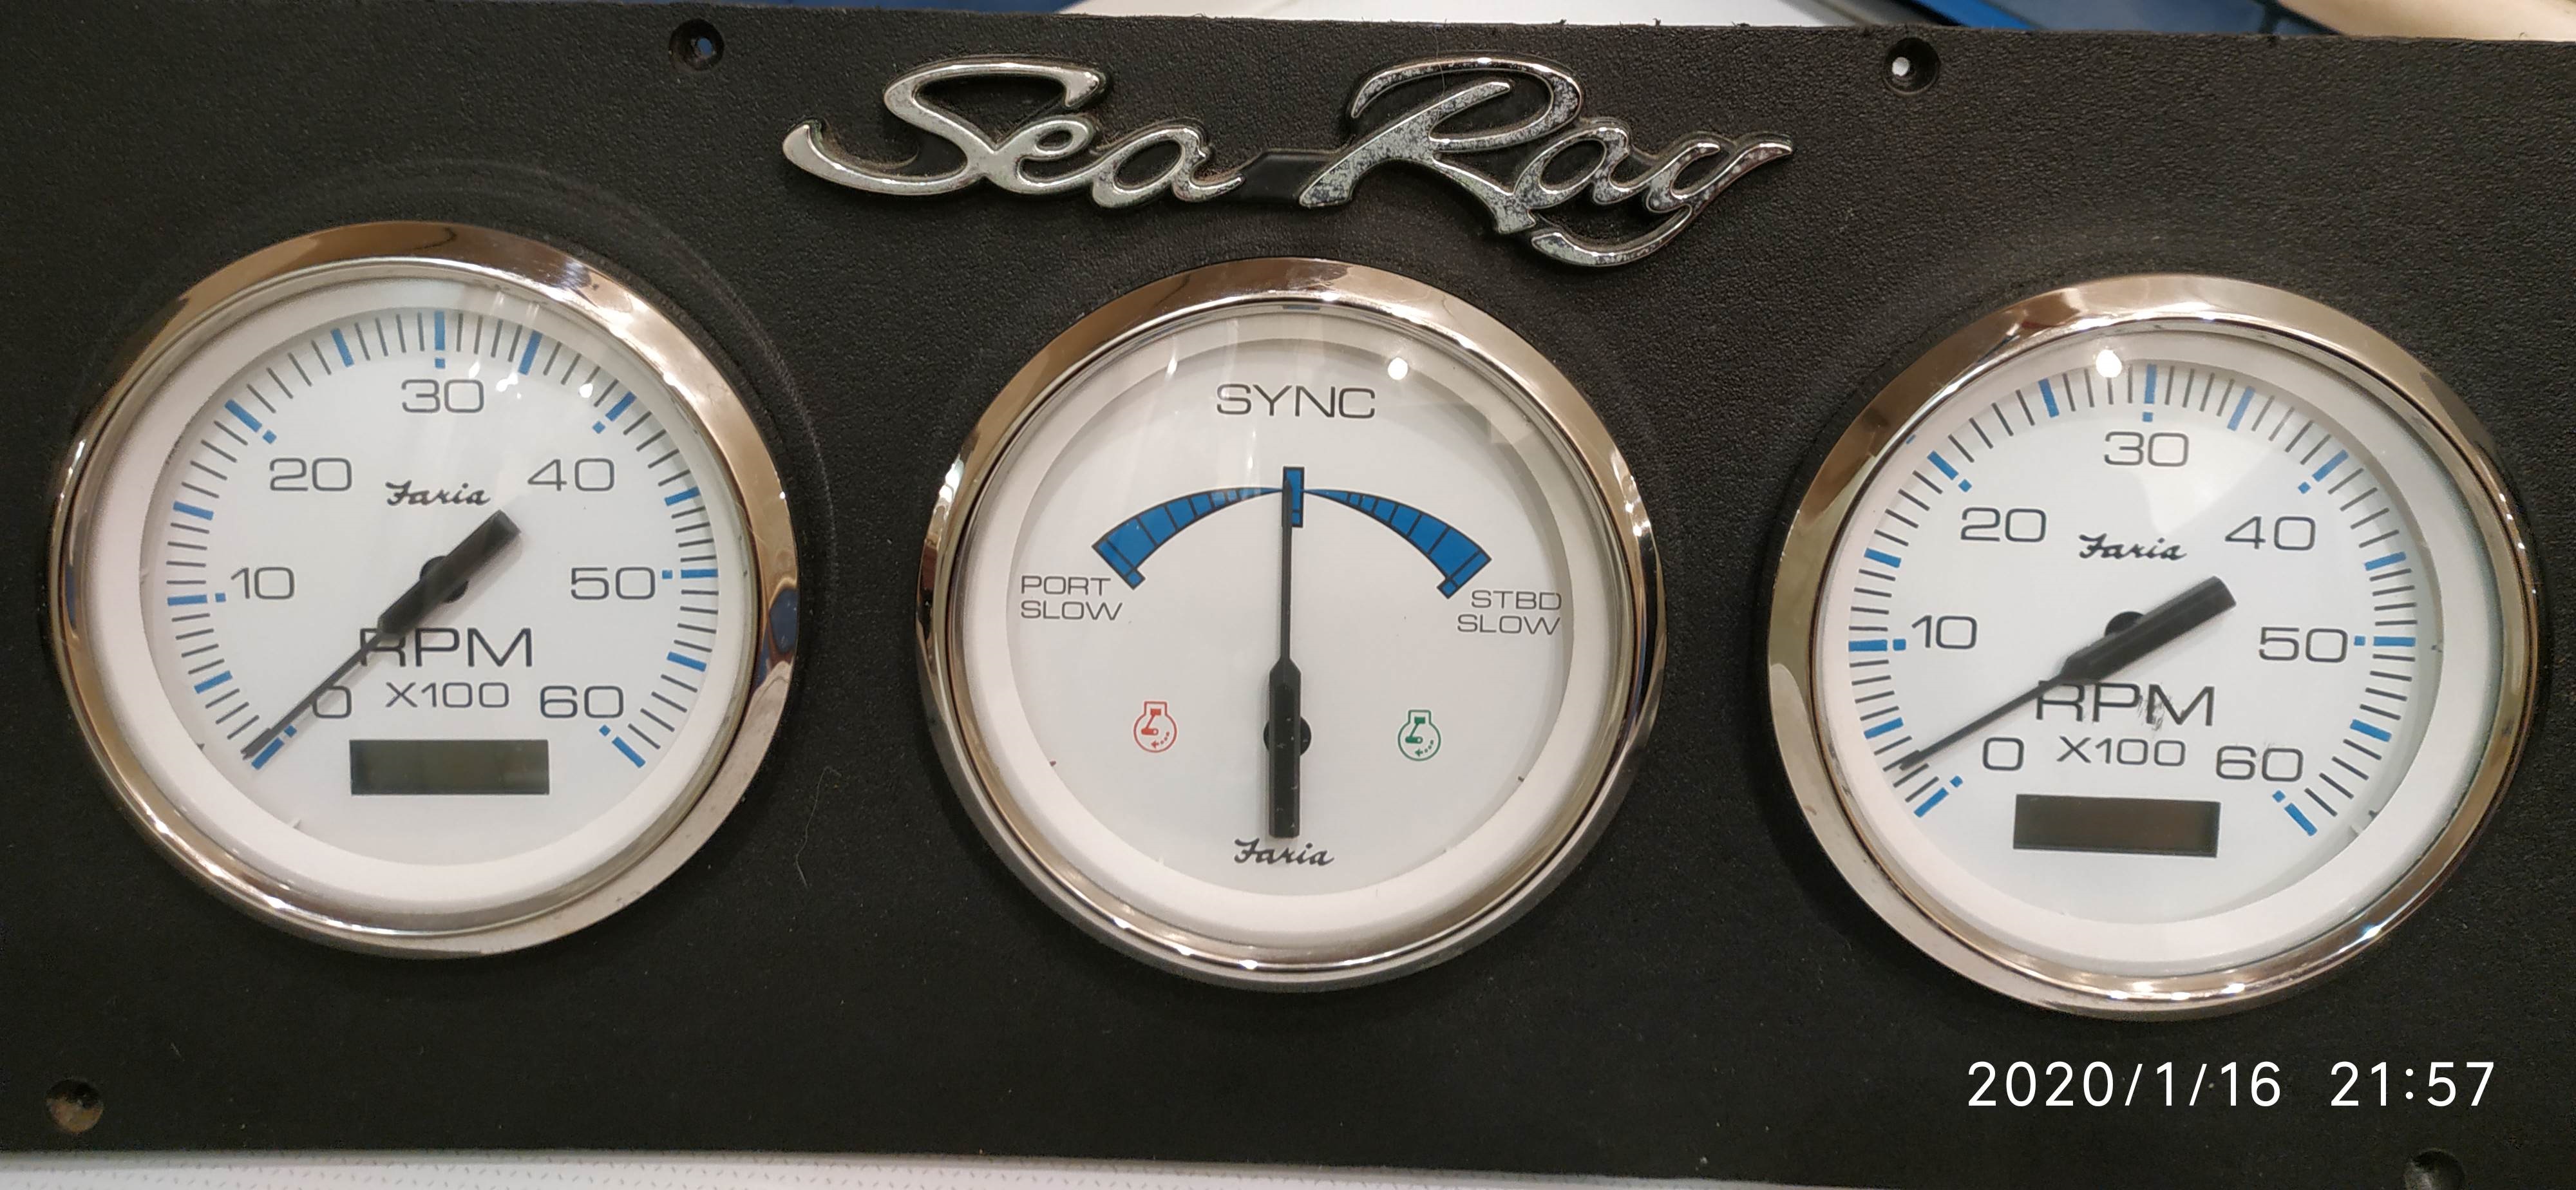 Sea Ray
30
20
40
Faria
10
50
RPM
0
X100
60
SYNC
PORT
SLOW
STBD
SLOW
Faria
30
20
40
Faria
10
50
RPM
0
X100
60
2020/1/16 21:57